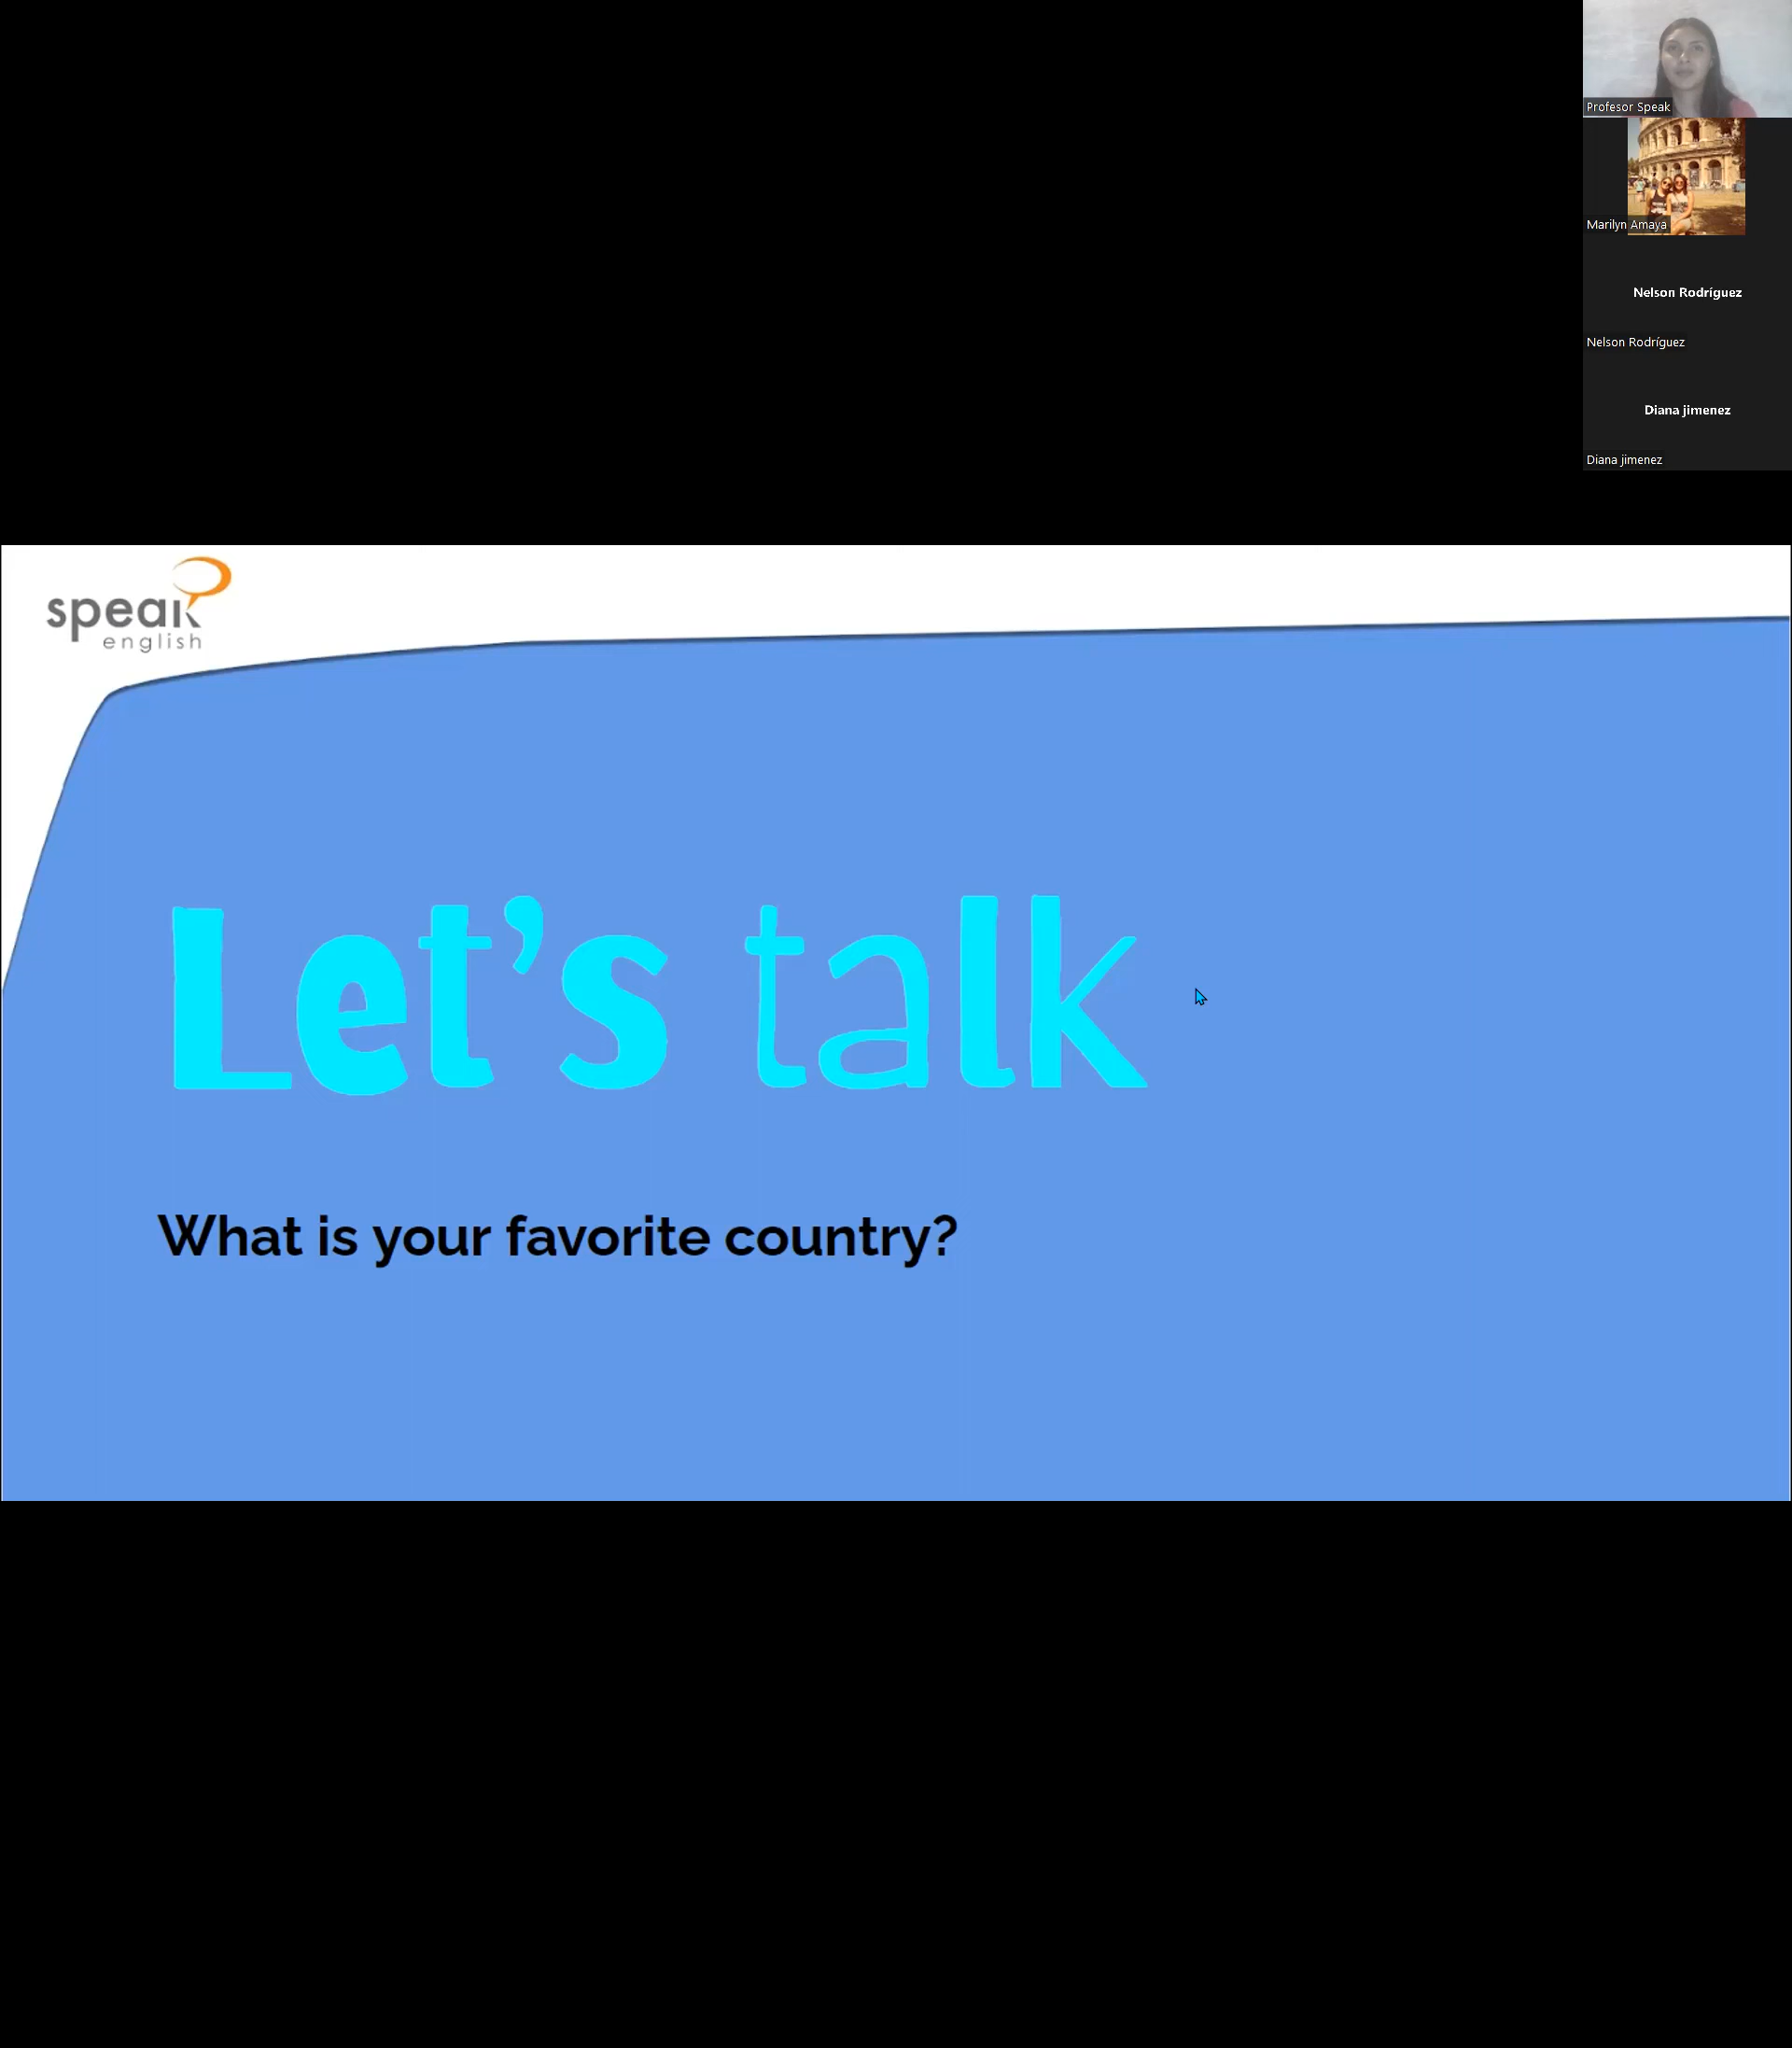 Profesor Speak
Marilyn Amaya
Nelson Rodríguez
Nelson Rodríguez
Diana jimenez
Diana jimenez
speak
english
Let's talk
What is your favorite country?